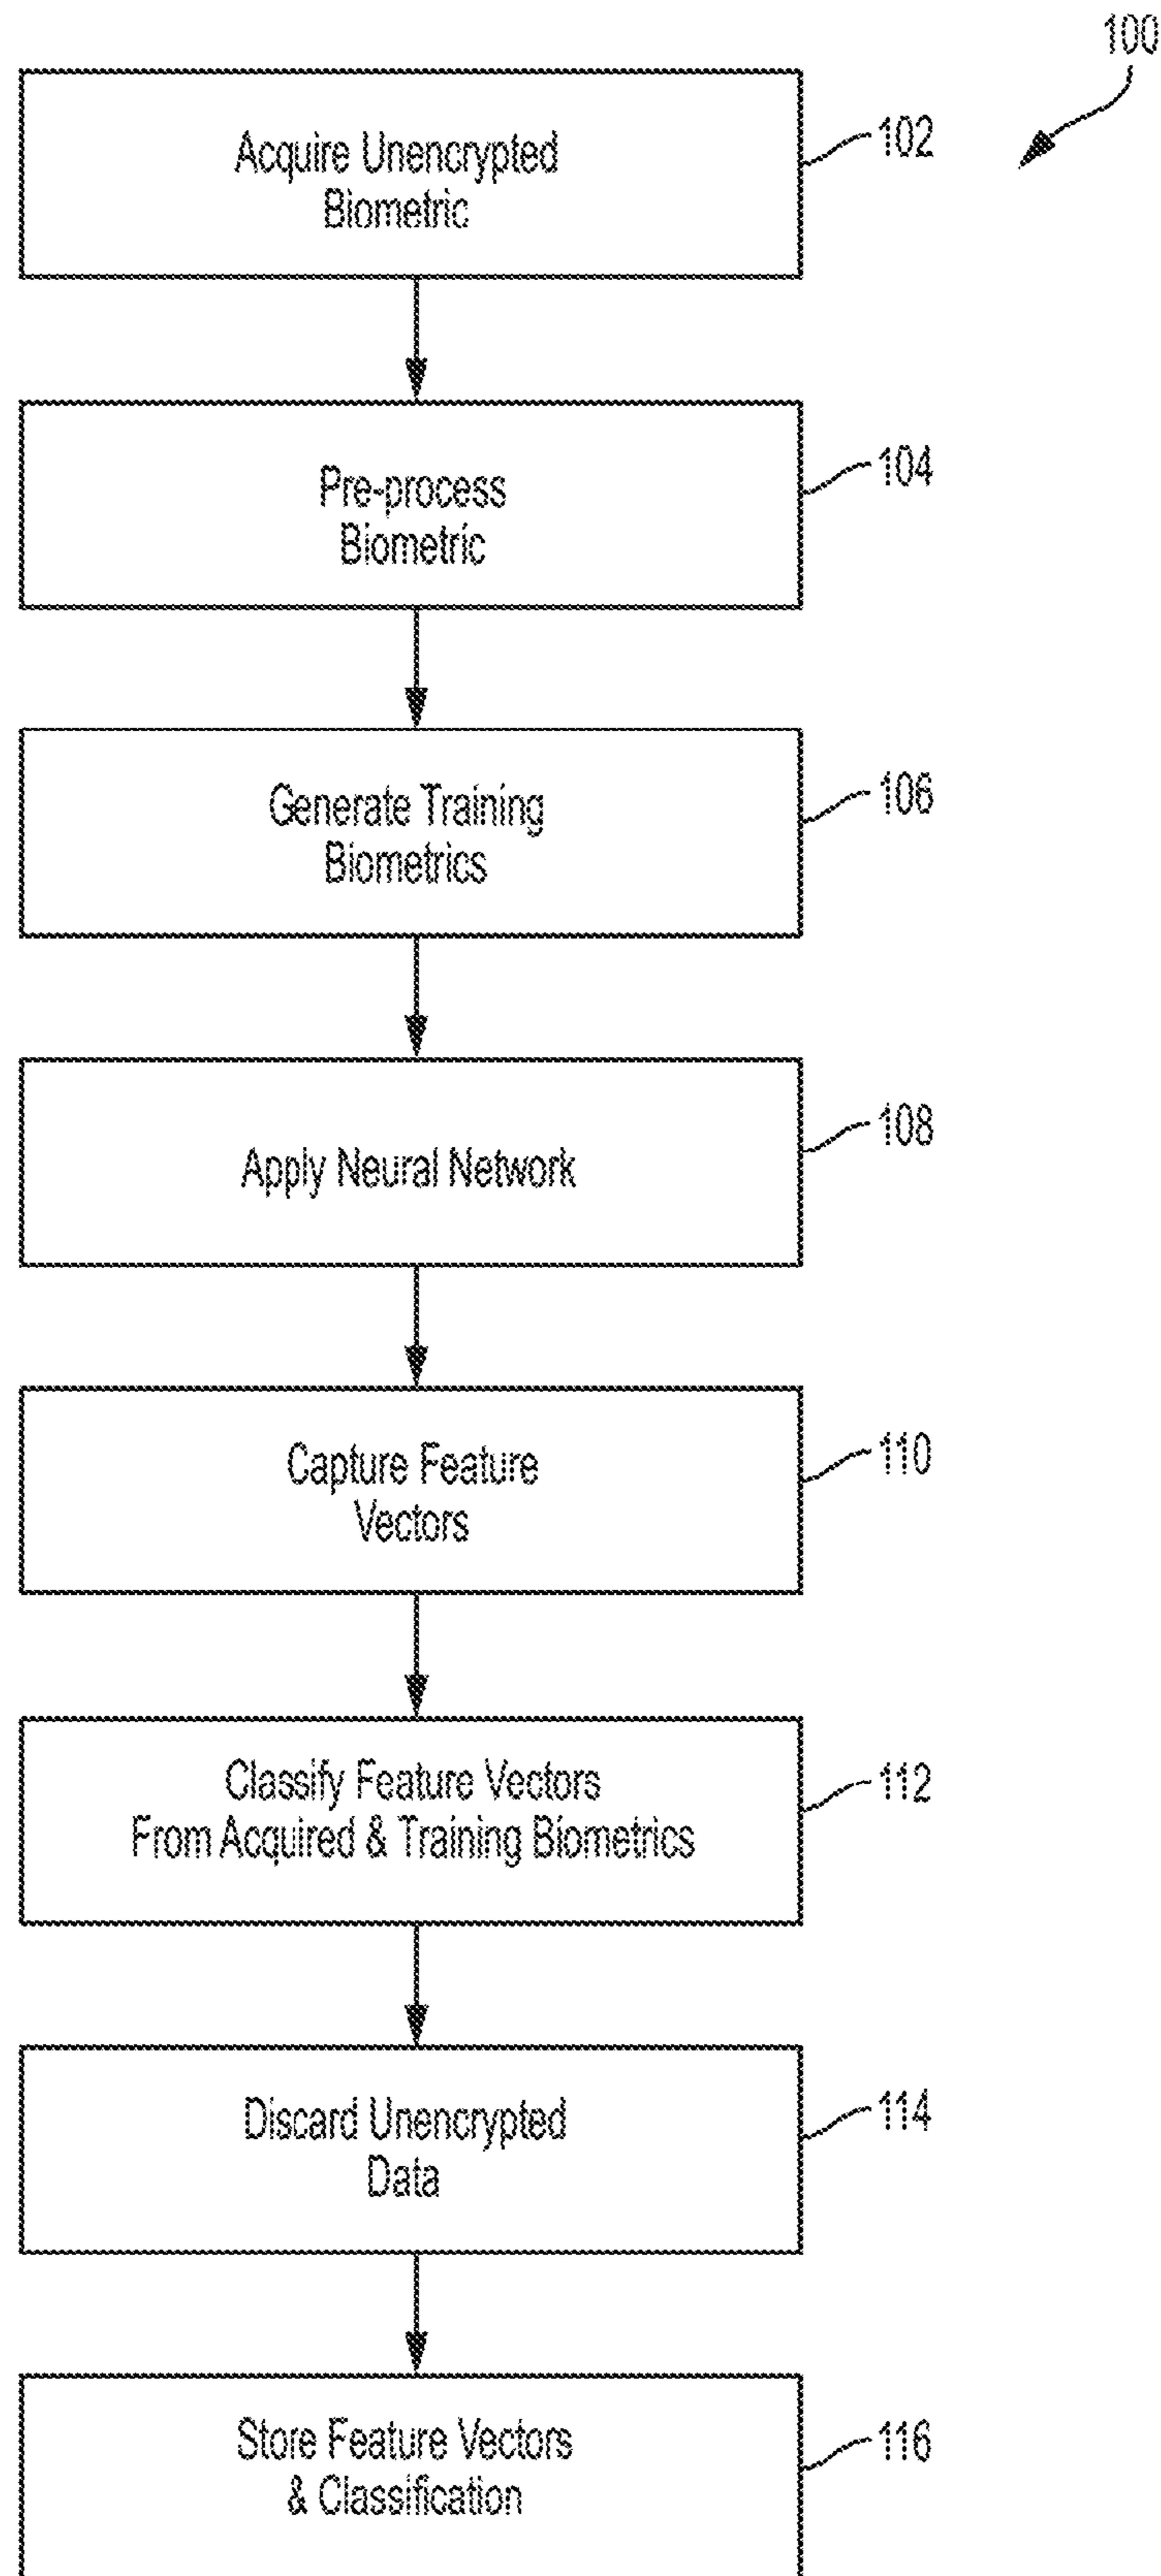 100
Acquire Unencrypted
Biometric
102
Pre-process
Biometric
104
Generate Training
Biometrics
106
Apply Neural Network
108
Capture Feature
Vectors
110
Classify Feature Vectors
From Acquired & Training Biometrics
112
Discard Unencrypted
Data
114
Store Feature Vectors
& Classification
116